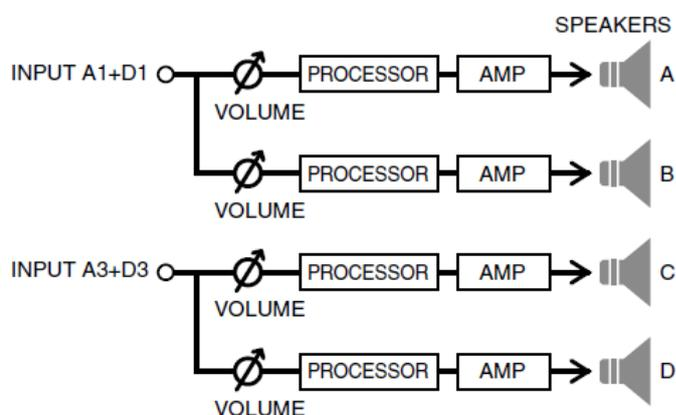 SPEAKERS
INPUT A1+D1 PROCESSOR AMP A
VOLUME
PROCESSOR AMP B
VOLUME
INPUT A3+D3 PROCESSOR AMP C
VOLUME
PROCESSOR AMP D
VOLUME